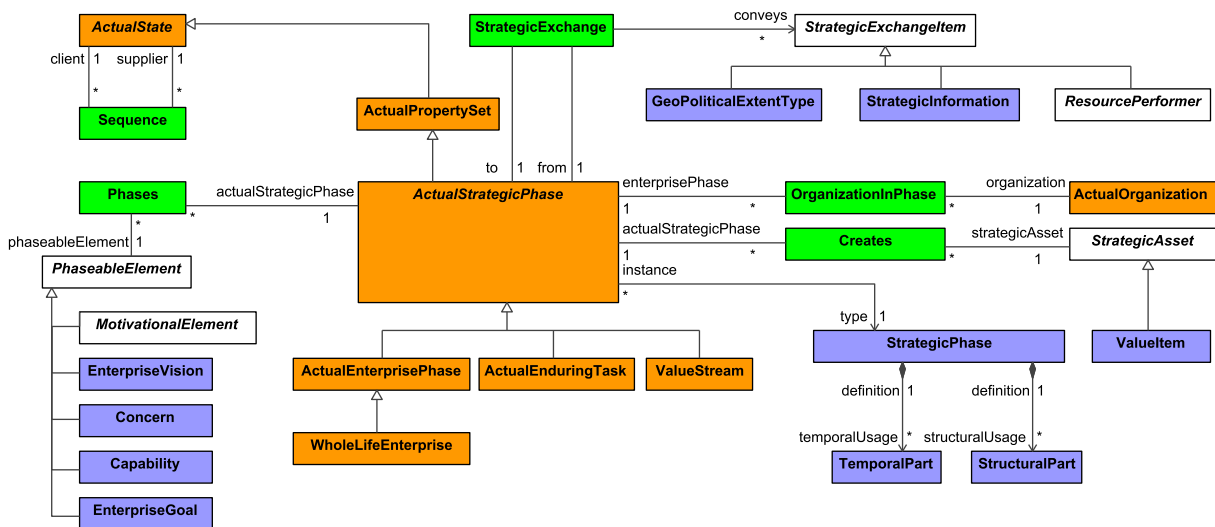 ActualState
client 1
supplier 1
*
*
Sequence
ActualPropertySet
StrategicExchange
conveys
*
StrategicExchangeItem
GeoPoliticalExtentType
StrategicInformation
ResourcePerformer
to 1
from 1
Phases
*
actualStrategicPhase
1
*
phaseableElement 1
PhaseableElement
MotivationalElement
EnterpriseVision
Concern
Capability
EnterpriseGoal
ActualStrategicPhase
enterprisePhase
1
*
OrganizationInPhase
*
organization
1
ActualOrganization
actualStrategicPhase
1
*
Creates
*
strategicAsset
1
StrategicAsset
ValueItem
instance
*
type 1
StrategicPhase
definition 1
definition 1
temporalUsage *
structuralUsage *
TemporalPart
StructuralPart
ActualEnterprisePhase
ActualEnduringTask
ValueStream
WholeLifeEnterprise